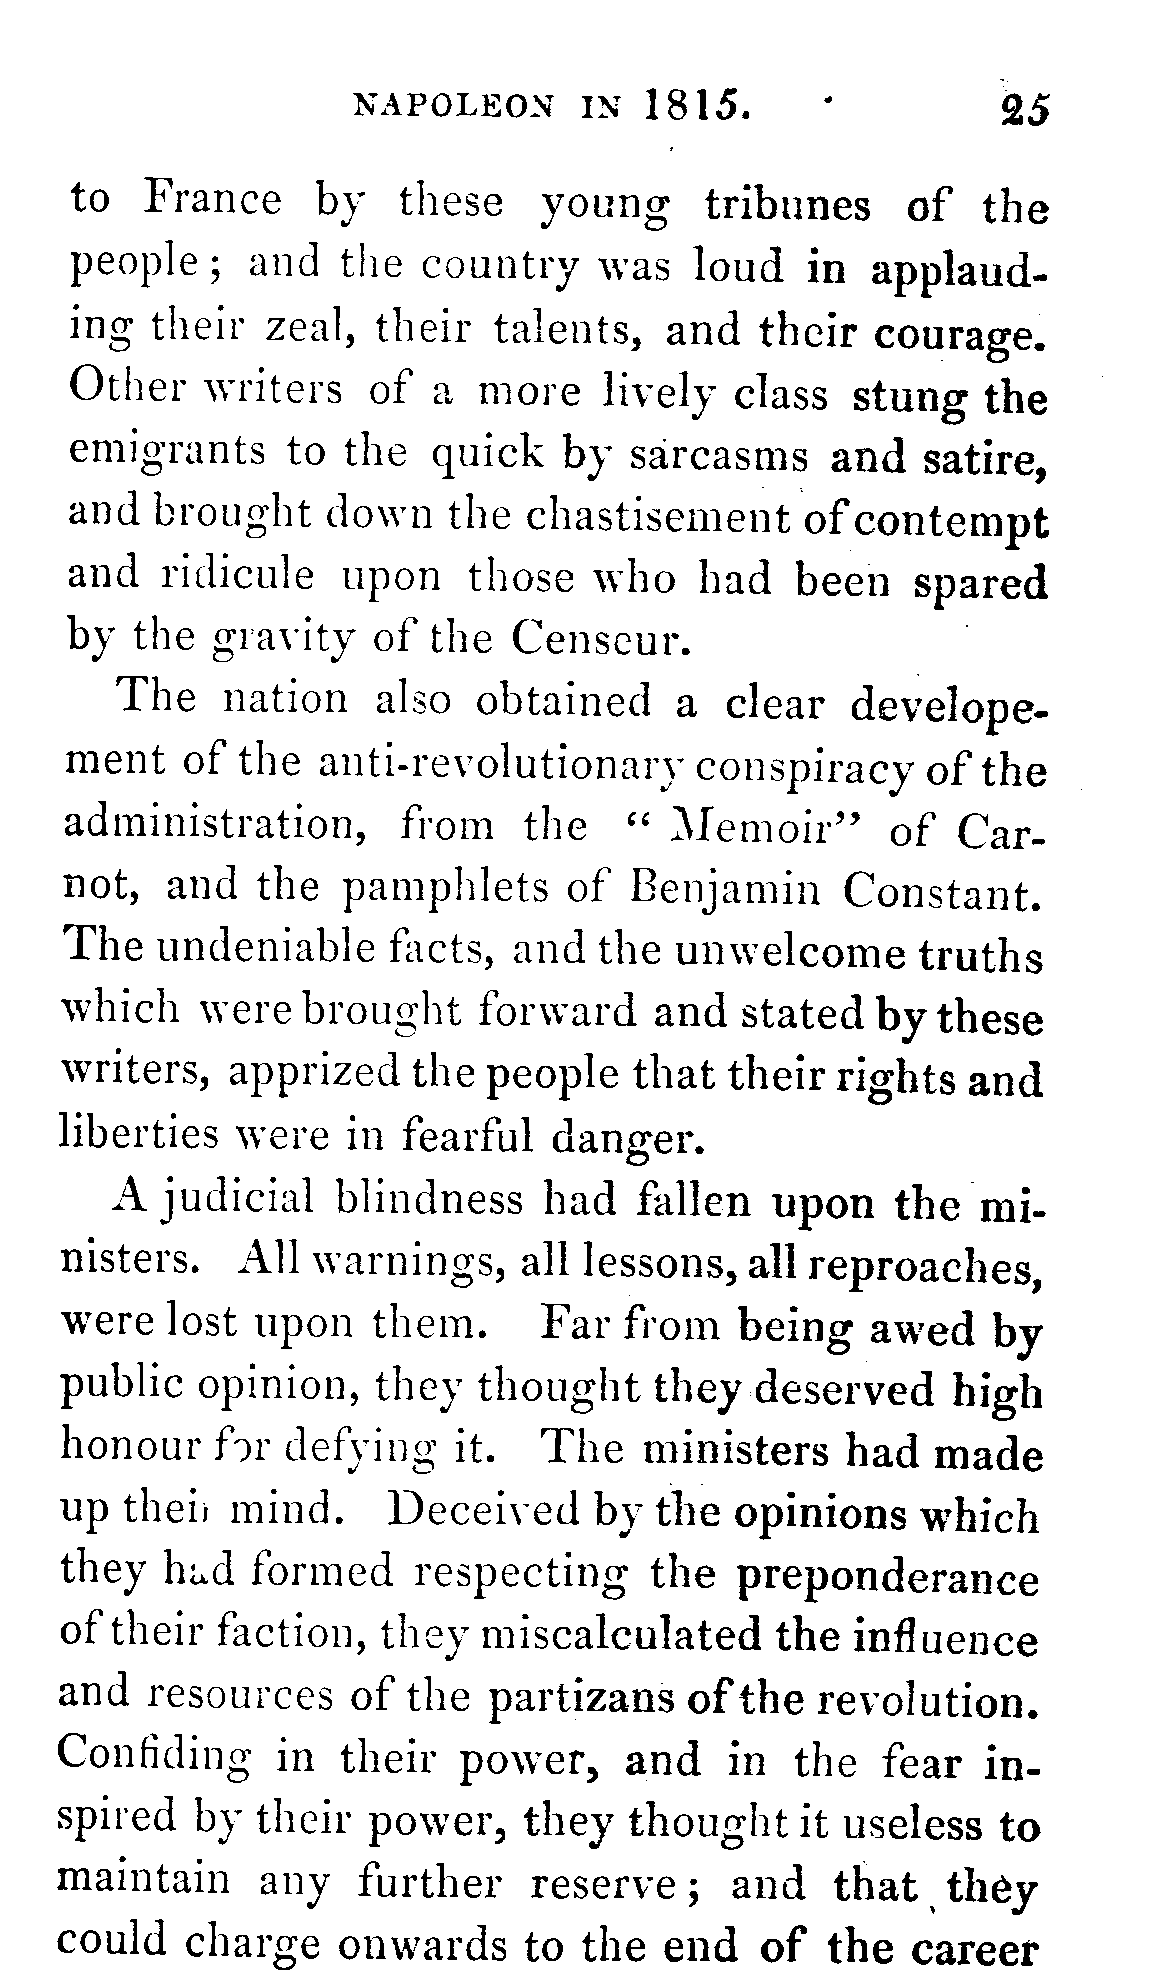 NAPOLEON IN 1815. 25
to France by these young tribunes of the
people; and the country was loud in applaud-
ing their zeal, their talents, and their courage.
Other writers of a more lively class stung the
emigrants to the quick by sarcasms and satire,
and brought down the chastisement of contempt
and ridicule upon those who had been spared
by the gravity of the Censeur.
The nation also obtained a clear develope-
ment of the anti-revolutionary conspiracy of the
administration, from the “ Memoir” of Car-
not, and the pamphlets of Benjamin Constant.
The undeniable facts, and the unwelcome truths
which were brought forward and stated by these
writers, apprized the people that their rights and
liberties were in fearful danger.
A judicial blindness had fallen upon the mi-
nisters. All warnings, all lessons, all reproaches,
were lost upon them. Far from being awed by
public opinion, they thought they deserved high
honour for defying it. The ministers had made
up their mind. Deceived by the opinions which
they had formed respecting the preponderance
of their faction, they miscalculated the influence
and resources of the partizans of the revolution.
Confiding in their power, and in the fear in-
spired by their power, they thought it useless to
maintain any further reserve; and that they
could charge onwards to the end of the career